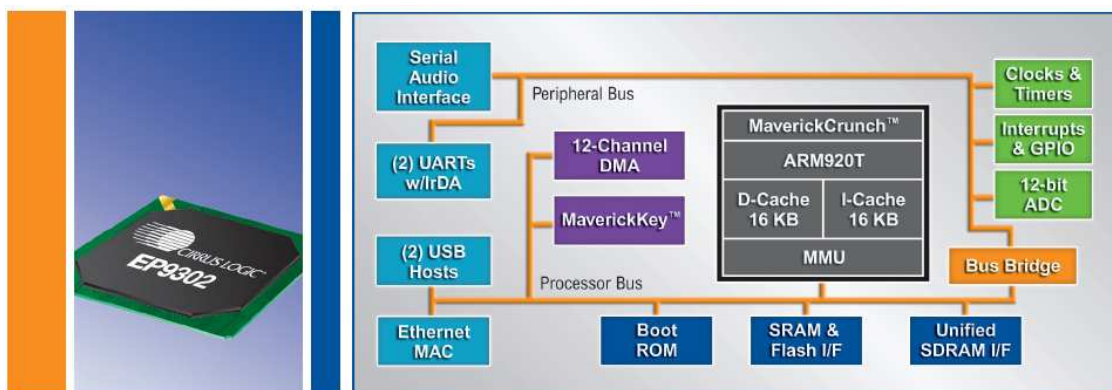 CIRRUS LOGIC
EP9302
Serial
Audio
Interface
Peripheral Bus
(2) UARTs
w/IrDA
12-Channel
DMA
MaverickKey™
(2) USB
Hosts
Processor Bus
Ethernet
MAC
Boot
ROM
SRAM &
Flash I/F
Unified
SDRAM I/F
MaverickCrunch™
ARM920T
D-Cache
16 KB
I-Cache
16 KB
MMU
Clocks &
Timers
Interrupts
& GPIO
12-bit
ADC
Bus Bridge